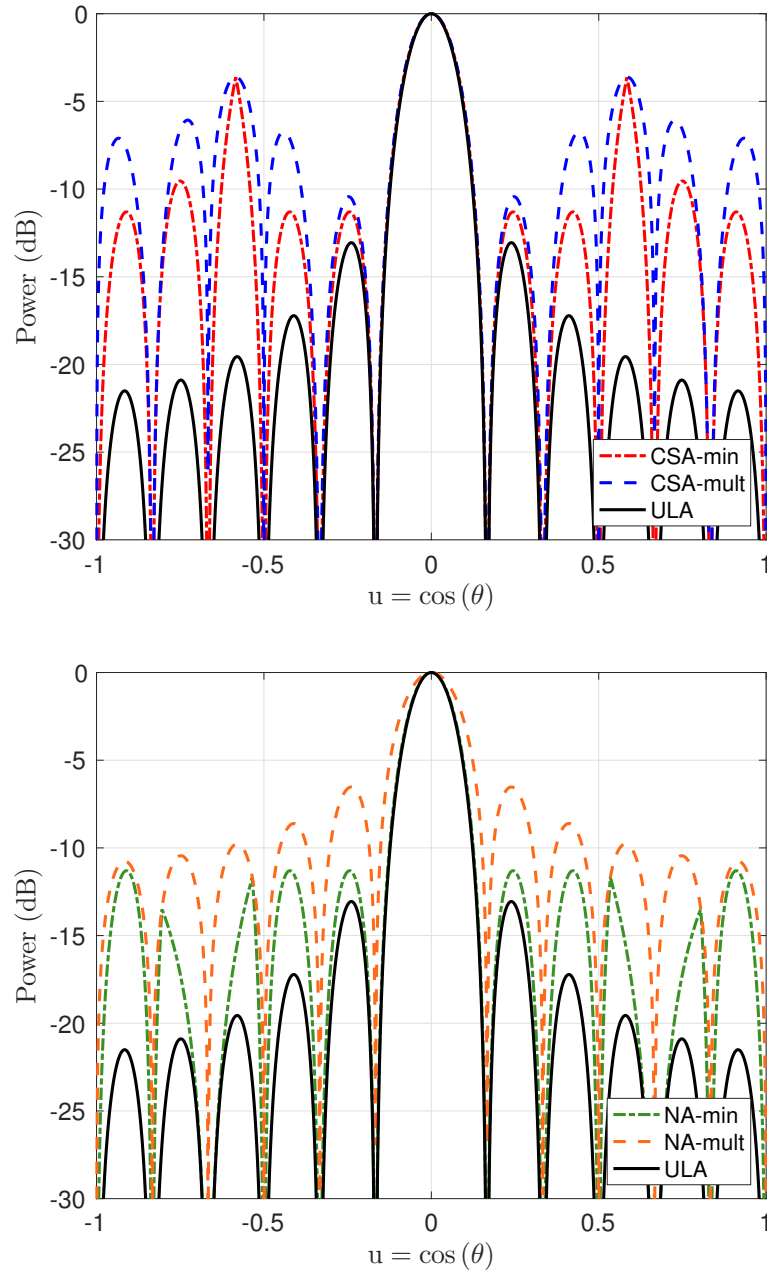 0
-5
-10
-15
-20
-25
-30
Power (dB)
CSA-min
CSA-mult
ULA
-1
-0.5
0
0.5
1
u = cos (θ)
0
-5
-10
-15
-20
-25
-30
Power (dB)
NA-min
NA-mult
ULA
-1
-0.5
0
0.5
1
u = cos (θ)